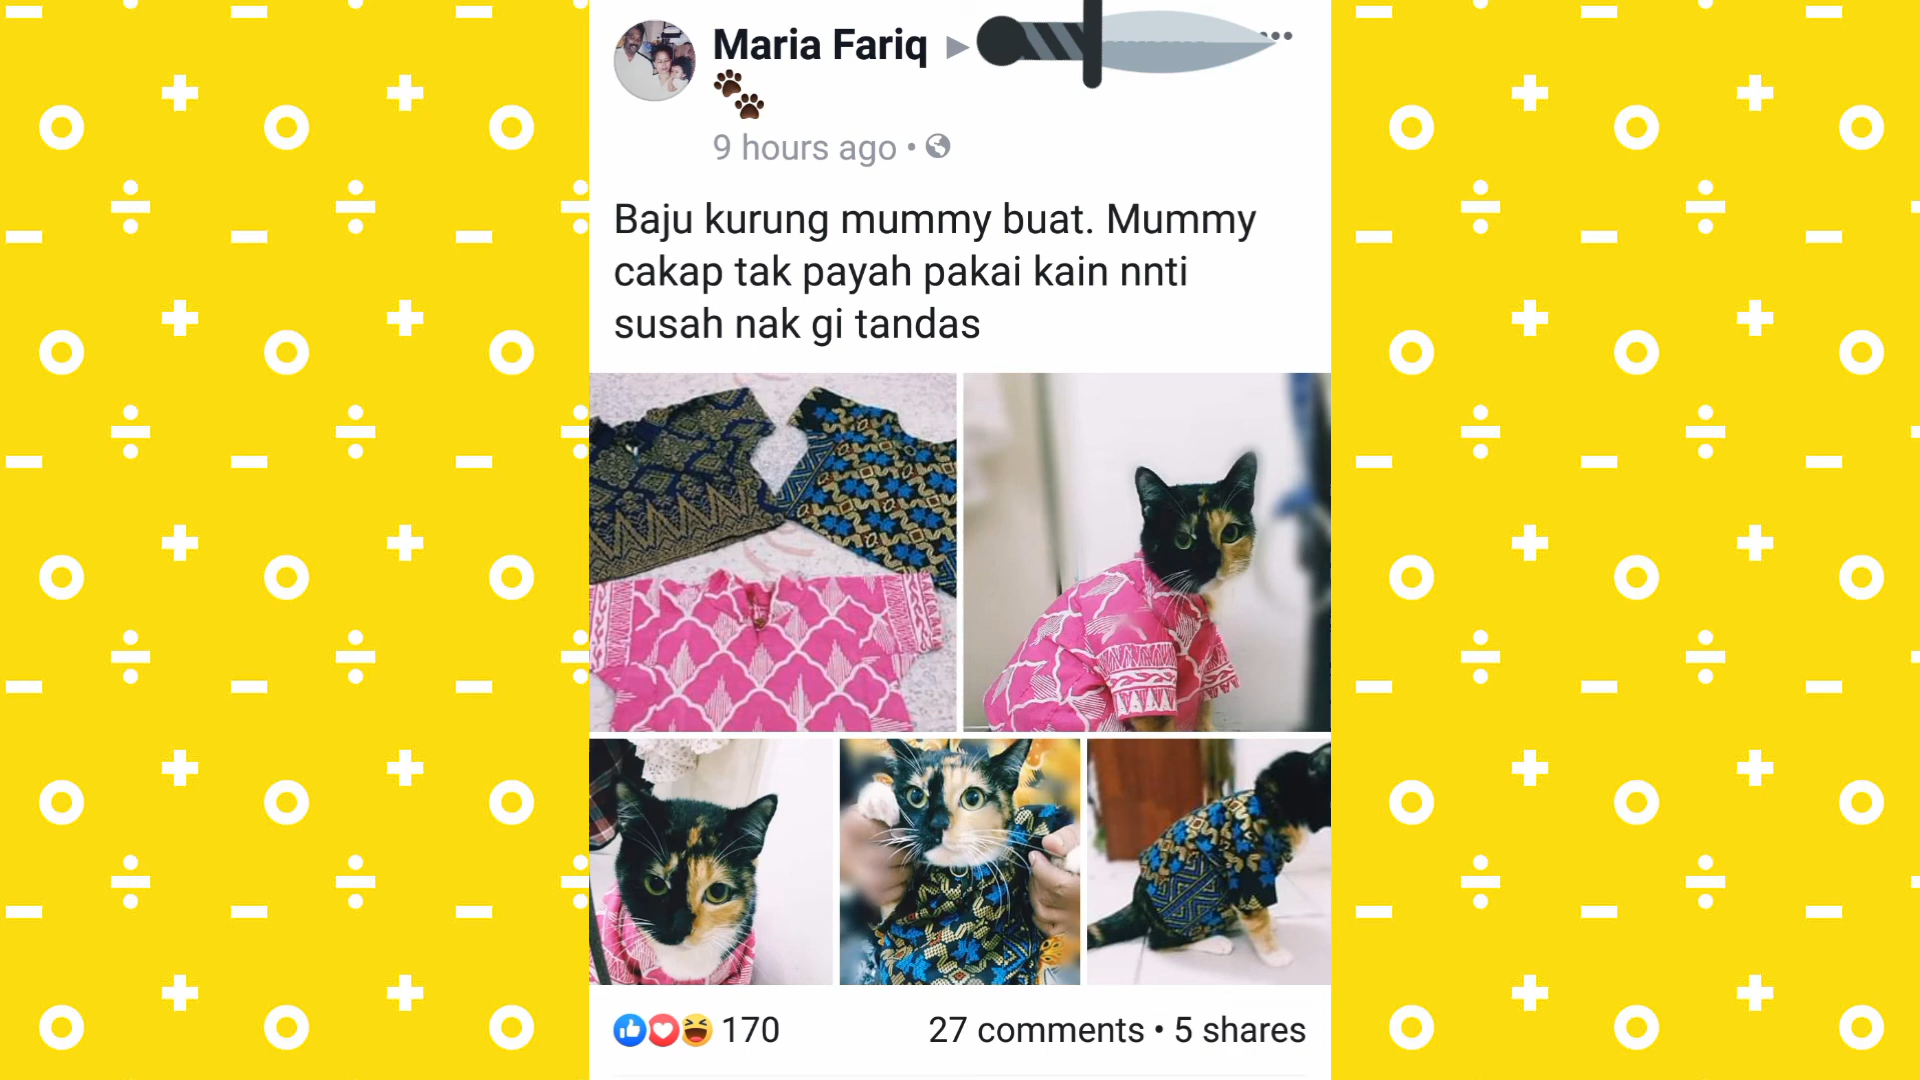 Maria Fariq
9 hours ago •
Baju kurung mummy buat. Mummy
cakap tak payah pakai kain nnti
susah nak gi tandas
170
27 comments • 5 shares